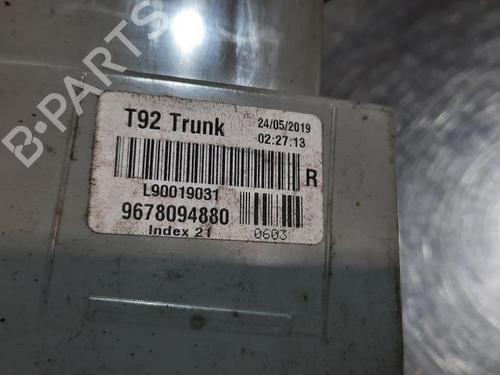 B-PARTS
T92 Trunk
24/05/2019
02:27:13
R
L90019031
9678094880
Index 21
0603